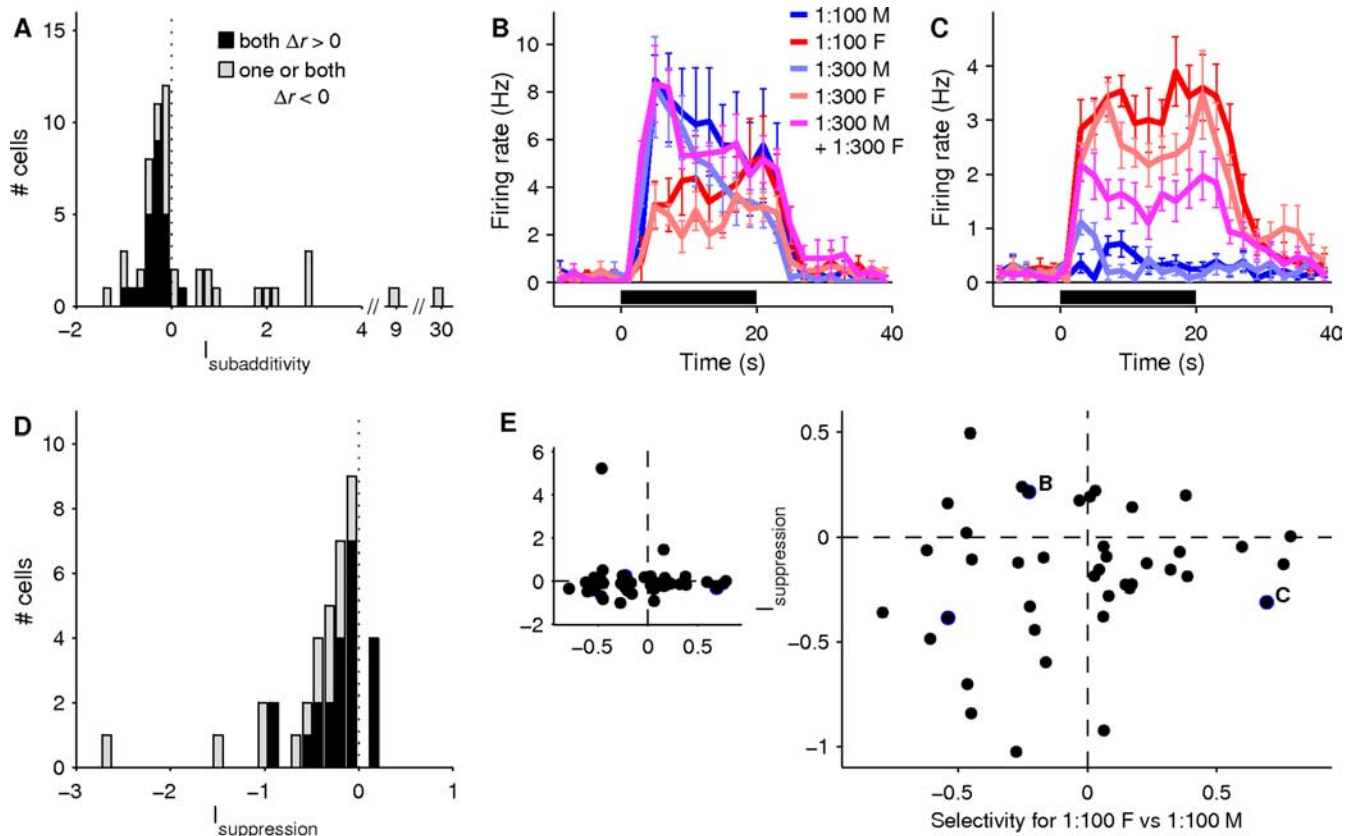 A
15
10
5
0
# cells
both Δr > 0
one or both
Δr < 0
−2
0
2
4
//
9
//
30
I subadditivity
B
10
8
6
4
2
0
Firing rate (Hz)
1:100 M
1:100 F
1:300 M
1:300 F
1:300 M
+ 1:300 F
0
20
40
Time (s)
C
4
3
2
1
0
Firing rate (Hz)
0
20
40
Time (s)
D
10
8
6
4
2
0
# cells
−3
−2
−1
0
1
I suppression
E
6
4
2
0
−2
−0.5
0
0.5
I suppression
0.5
0
−0.5
−1
B
C
−0.5
0
0.5
Selectivity for 1:100 F vs 1:100 M